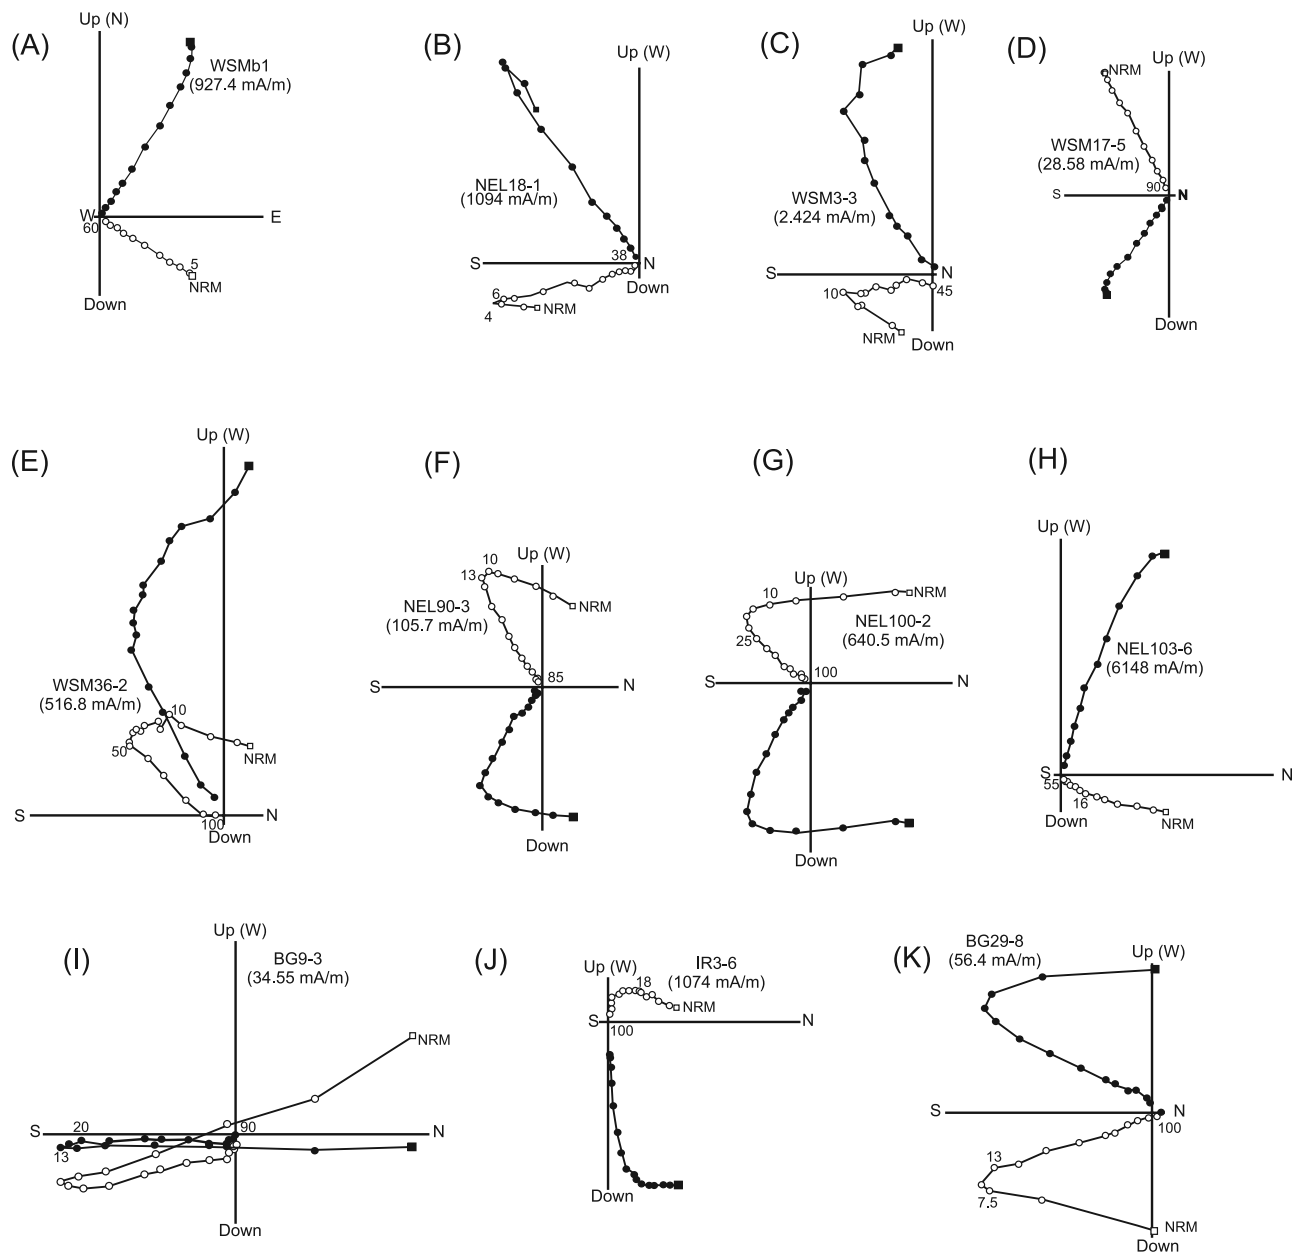 (A)
Up (N)
WSMb1
(927.4 mA/m)
W
E
60
5
NRM
Down
(B)
Up (W)
NEL18-1
(1094 mA/m)
38
S
N
6
4
NRM
Down
(C)
Up (W)
WSM3-3
(2.424 mA/m)
S
N
10
45
NRM
Down
(D)
Up (W)
NRM
WSM17-5
(28.58 mA/m)
90
S
N
Down
(E)
Up (W)
WSM36-2
(516.8 mA/m)
10
50
NRM
S
N
100
Down
(F)
Up (W)
10
13
NRM
NEL90-3
(105.7 mA/m)
85
S
N
Down
(G)
Up (W)
10
NRM
NEL100-2
(640.5 mA/m)
25
100
S
N
Down
(H)
Up (W)
NEL103-6
(6148 mA/m)
S
N
55
16
NRM
Down
(I)
Up (W)
BG9-3
(34.55 mA/m)
NRM
S
20
90
N
13
Down
(J)
IR3-6
Up (W)
(1074 mA/m)
18
NRM
S
N
100
Down
(K)
BG29-8
(56.4 mA/m)
Up (W)
S
N
100
13
7.5
NRM
Down